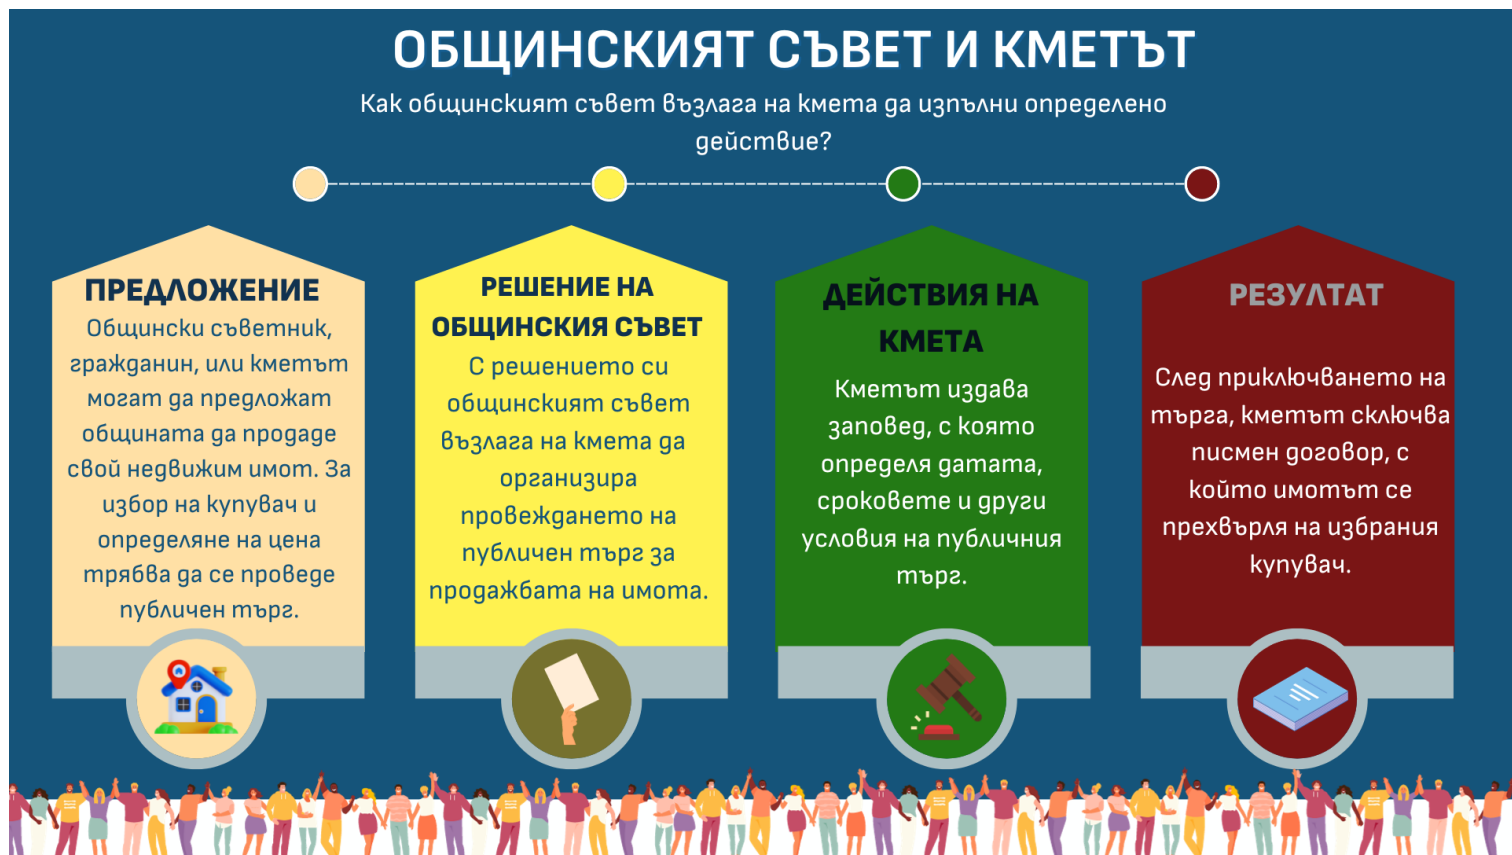 ОБЩИНСКИЯТ СЪВЕТ И КМЕТЪТ
Как общинският съвет възлага на кмета да изпълни определено
действие?
ПРЕДЛОЖЕНИЕ
Общински съветник,
гражданин, или кметът
могат да предложат
общината да продаде
свой недвижим имот. За
избор на купувач и
определяне на цена
трябва да се проведе
публичен търг.
РЕШЕНИЕ НА
ОБЩИНСКИЯ СЪВЕТ
С решението си
общинският съвет
възлага на кмета да
организира
провеждането на
публичен търг за
продажбата на имота.
ДЕЙСТВИЯ НА
КМЕТА
Кметът издава
заповед, с която
определя датата,
сроковете и други
условия на публичния
търг.
РЕЗУЛТАТ
След приключването на
търга, кметът сключва
писмен договор, с
който имотът се
прехвърля на избрания
купувач.